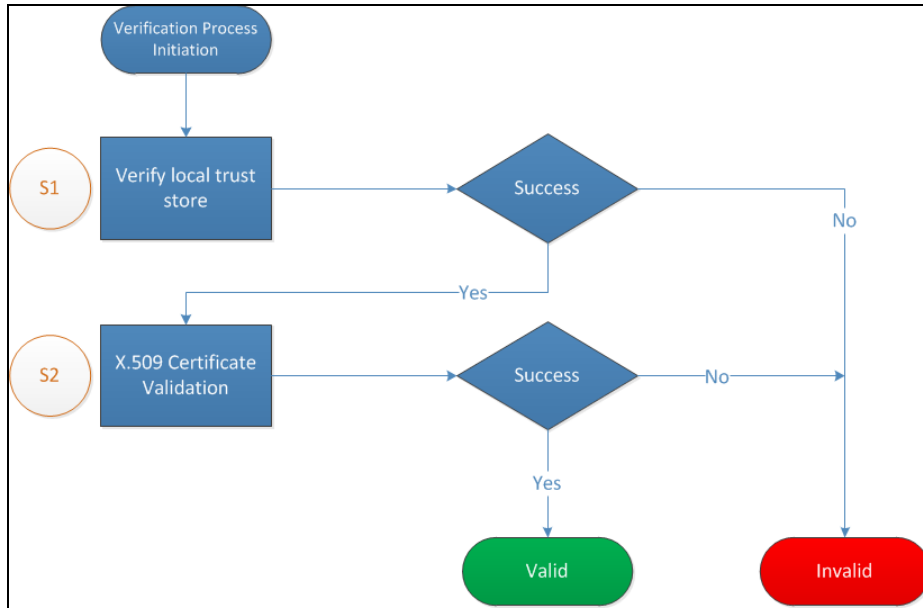 Verification Process
Initiation
S1
Verify local trust
store
Success
No
Yes
S2
X.509 Certificate
Validation
Success
No
Yes
Valid
Invalid